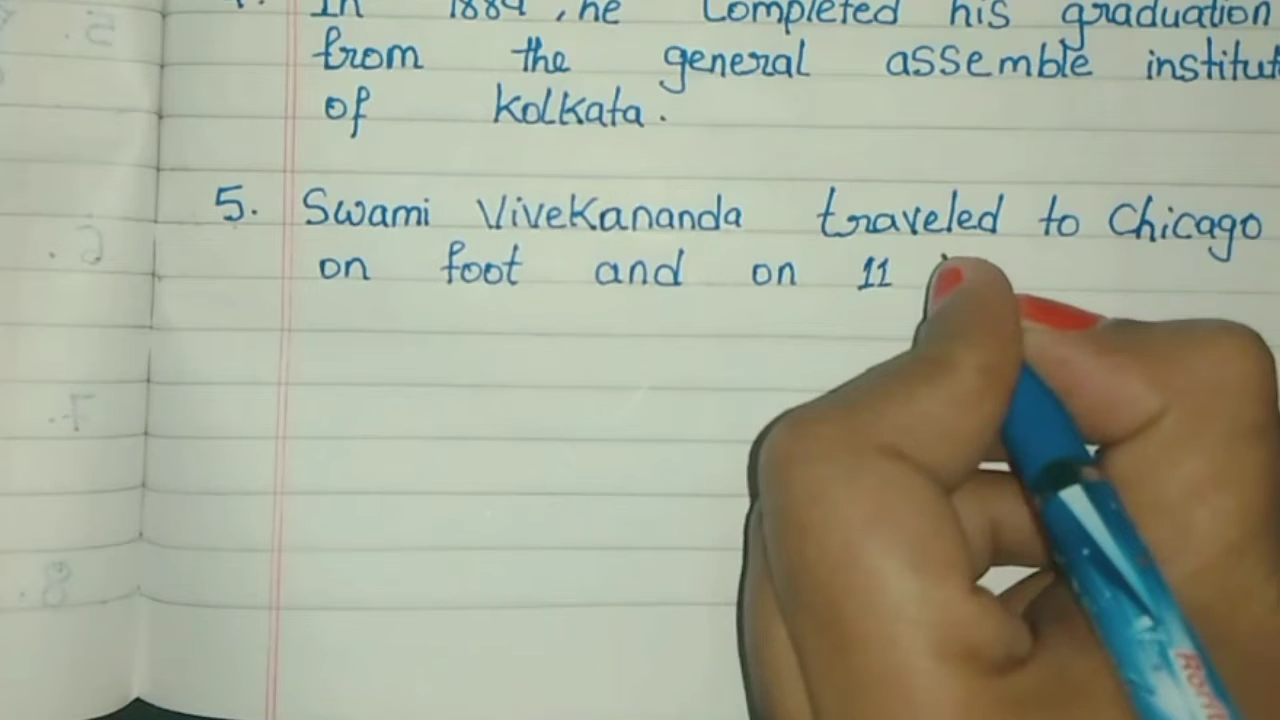 In 1884, he completed his graduation
from the general assemble institut
of Kolkata.
5. Swami Vivekananda traveled to Chicago
on foot and on 11